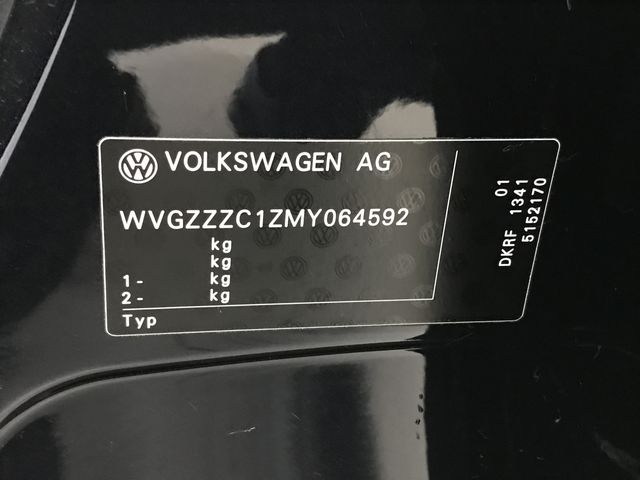 VOLKSWAGEN AG
WVGZZZC1ZMY064592
kg
kg
1- kg
2- kg
Typ
01
DKRF 1341
5152170